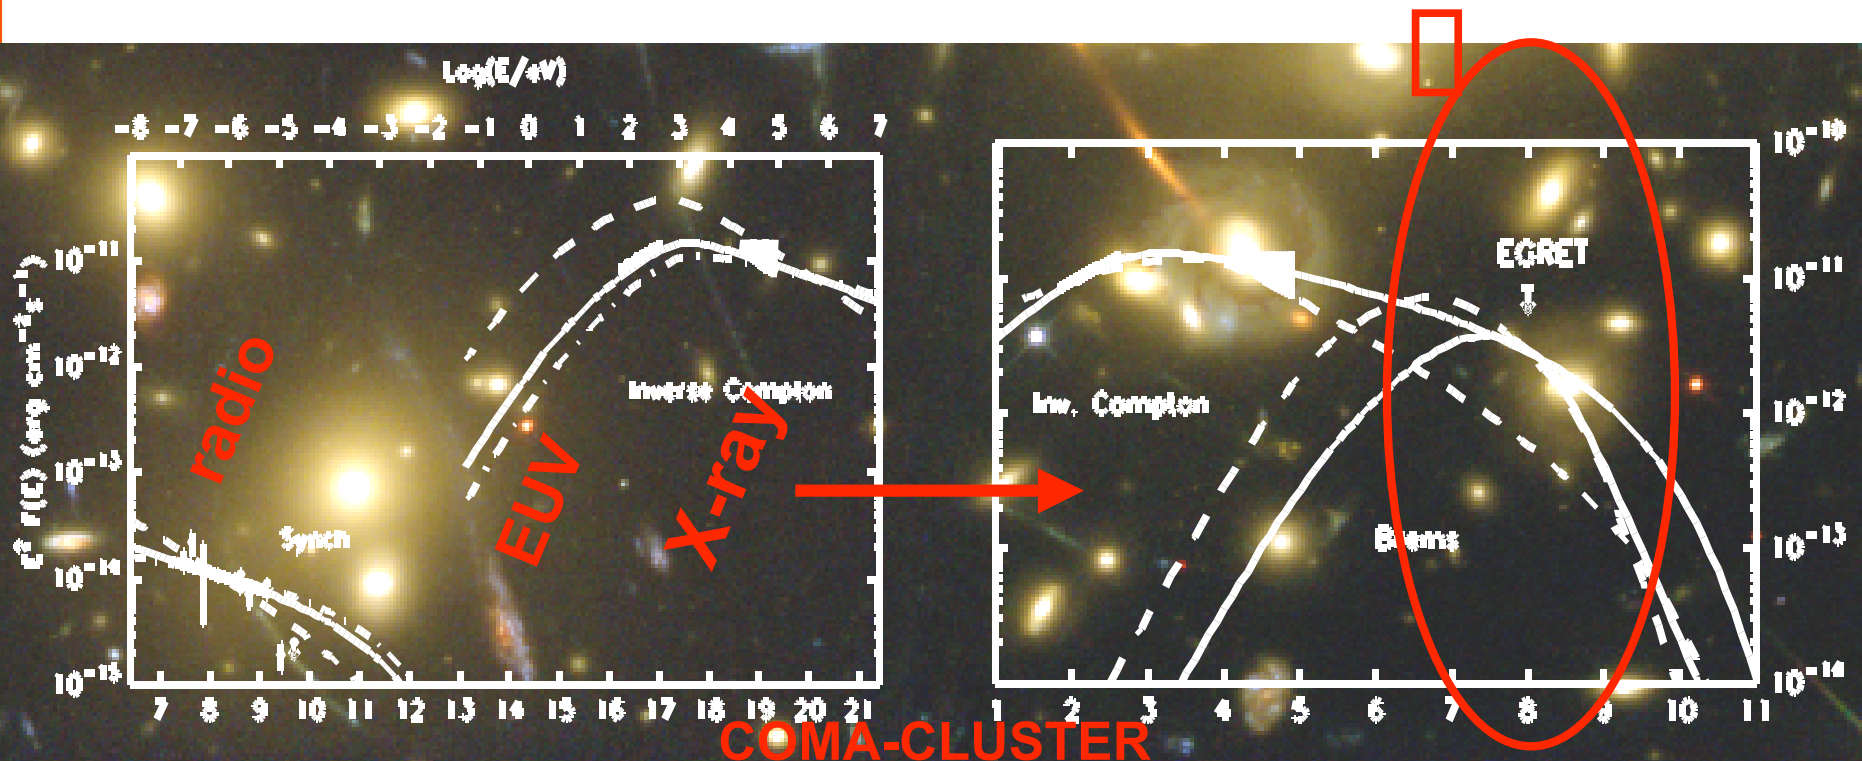 Log(E/eV)
-8 -7 -6 -5 -4 -3 -2 -1 0 1 2 3 4 5 6 7
10^-10
10^-11
10^-11
EGRET
10^-12
radio
Inverse Compton
Inv. Compton
10^-12
10^-13
EUV
X-ray
Synch
Brems
10^-13
10^-14
10^-15
10^-14
7 8 9 10 11 12 13 14 15 16 17 18 19 20 21
1 2 3 4 5 6 7 8 9 10 11
COMA-CLUSTER